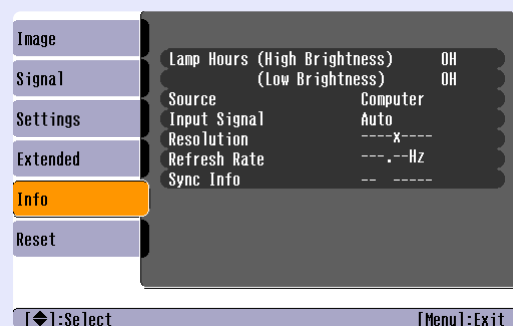 Image
Signal
Settings
Extended
Info
Reset
Lamp Hours (High Brightness) 0H
(Low Brightness) 0H
Source Computer
Input Signal Auto
Resolution ----x----
Refresh Rate ---.--Hz
Sync Info -- -----
[◆]:Select [Menu]:Exit